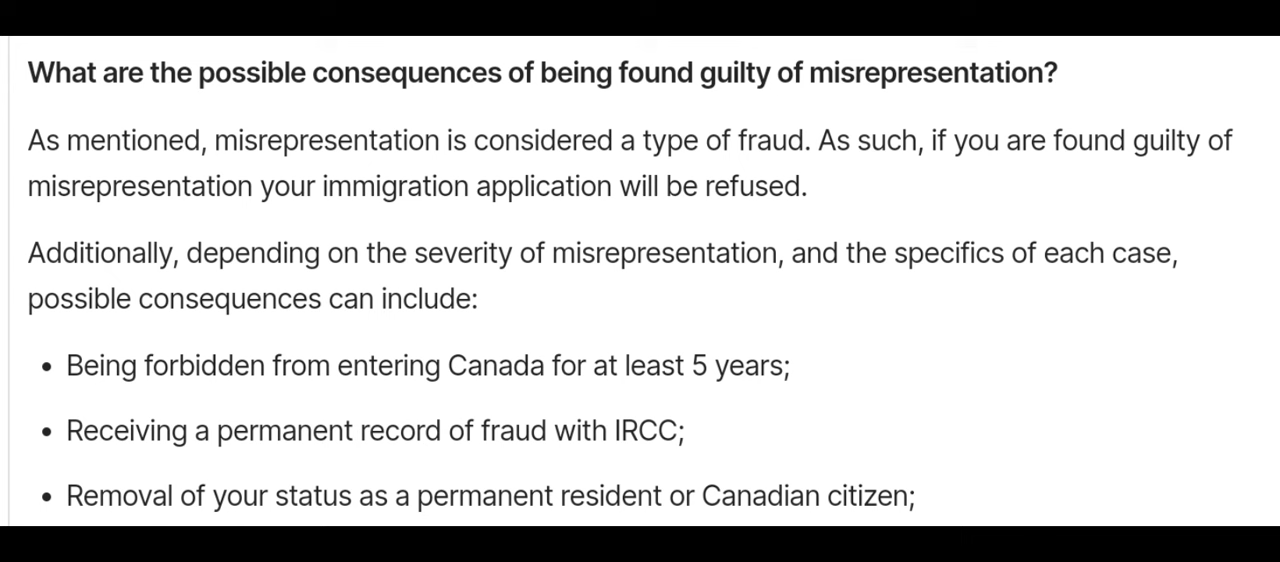 What are the possible consequences of being found guilty of misrepresentation?
As mentioned, misrepresentation is considered a type of fraud. As such, if you are found guilty of
misrepresentation your immigration application will be refused.
Additionally, depending on the severity of misrepresentation, and the specifics of each case,
possible consequences can include:
• Being forbidden from entering Canada for at least 5 years;
• Receiving a permanent record of fraud with IRCC;
• Removal of your status as a permanent resident or Canadian citizen;